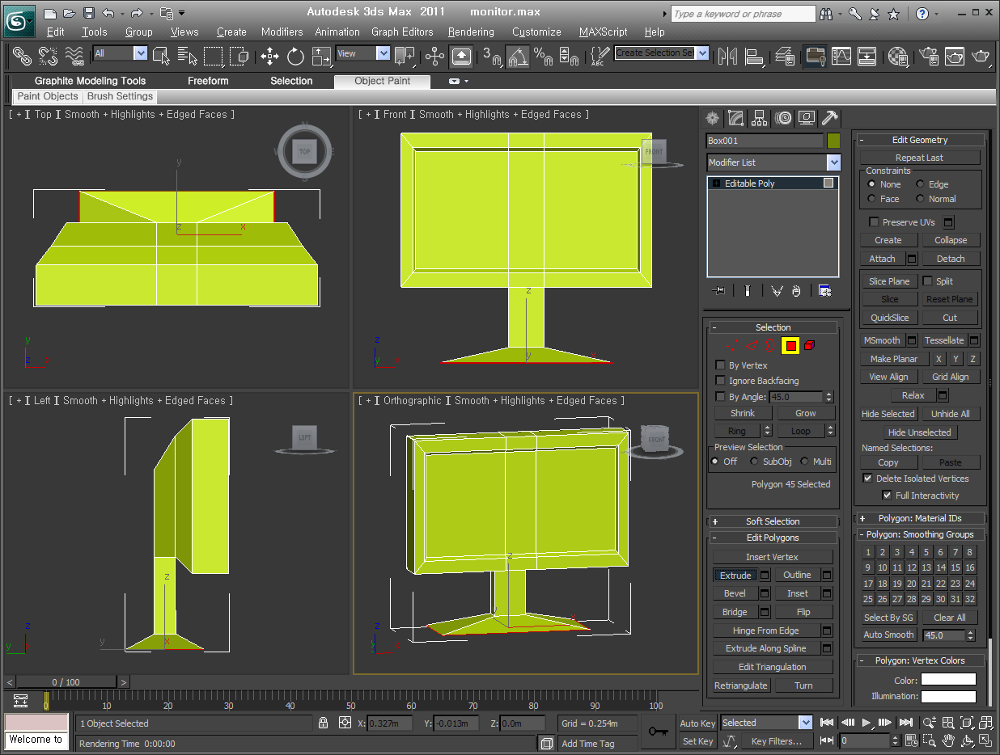 Autodesk 3ds Max 2011 monitor.max
Type a keyword or phrase
Edit Tools Group Views Create Modifiers Animation Graph Editors Rendering Customize MAXScript Help
All View 3 ABC Create Selection Se
Graphite Modeling Tools Freeform Selection Object Paint
Paint Objects Brush Settings
[ + ] Top ] Smooth + Highlights + Edged Faces ]
N
W TOP E
S
y
z x
y
z
[ + ] Front ] Smooth + Highlights + Edged Faces ]
FRONT
z
y x
z
y
[ + ] Left ] Smooth + Highlights + Edged Faces ]
LEFT
z
y x
z
y
[ + ] Orthographic ] Smooth + Highlights + Edged Faces ]
FRONT
z
x
z
y x
Box001
Modifier List
Editable Poly
- Selection
By Vertex
Ignore Backfacing
By Angle: 45.0
Shrink Grow
Ring Loop
Preview Selection
Off SubObj Multi
Polygon 45 Selected
+ Soft Selection
- Edit Polygons
Insert Vertex
Extrude Outline
Bevel Inset
Bridge Flip
Hinge From Edge
Extrude Along Spline
Edit Triangulation
Retriangulate Turn
- Edit Geometry
Repeat Last
Constraints
None Edge
Face Normal
Preserve UVs
Create Collapse
Attach Detach
Slice Plane Split
Slice Reset Plane
QuickSlice Cut
MSmooth Tessellate
Make Planar X Y Z
View Align Grid Align
Relax
Hide Selected Unhide All
Hide Unselected
Named Selections:
Copy Paste
Delete Isolated Vertices
Full Interactivity
+ Polygon: Material IDs
- Polygon: Smoothing Groups
1 2 3 4 5 6 7 8
9 10 11 12 13 14 15 16
17 18 19 20 21 22 23 24
25 26 27 28 29 30 31 32
Select By SG Clear All
Auto Smooth 45.0
- Polygon: Vertex Colors
Color:
Illumination:
< 0 / 100 >
0 10 20 30 40 50 60 70 80 90 100
1 Object Selected X: 0.327m Y: -0.013m Z: 0.0m Grid = 0.254m Auto Key Selected
Welcome to Rendering Time 0:00:00 Add Time Tag Set Key Key Filters... 0